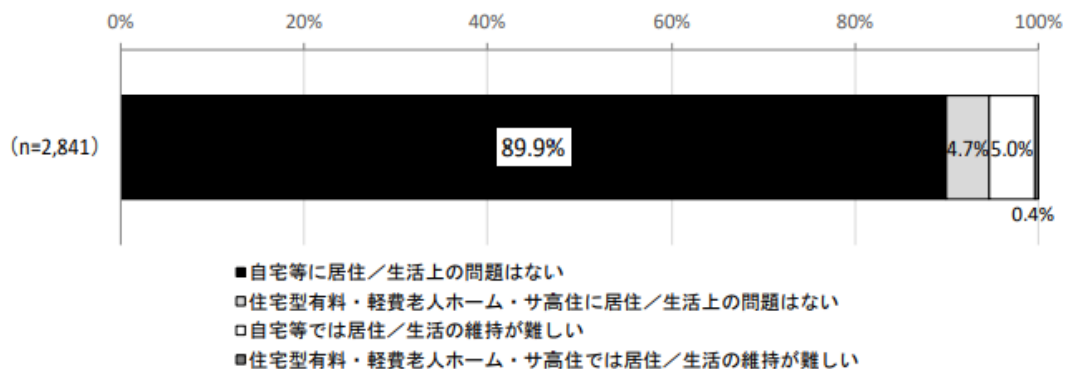 0% 20% 40% 60% 80% 100%
（n=2,841） 89.9% 4.7% 5.0%
0.4%
■自宅等に居住／生活上の問題はない
□住宅型有料・軽費老人ホーム・サ高住に居住／生活上の問題はない
□自宅等では居住／生活の維持が難しい
■住宅型有料・軽費老人ホーム・サ高住では居住／生活の維持が難しい